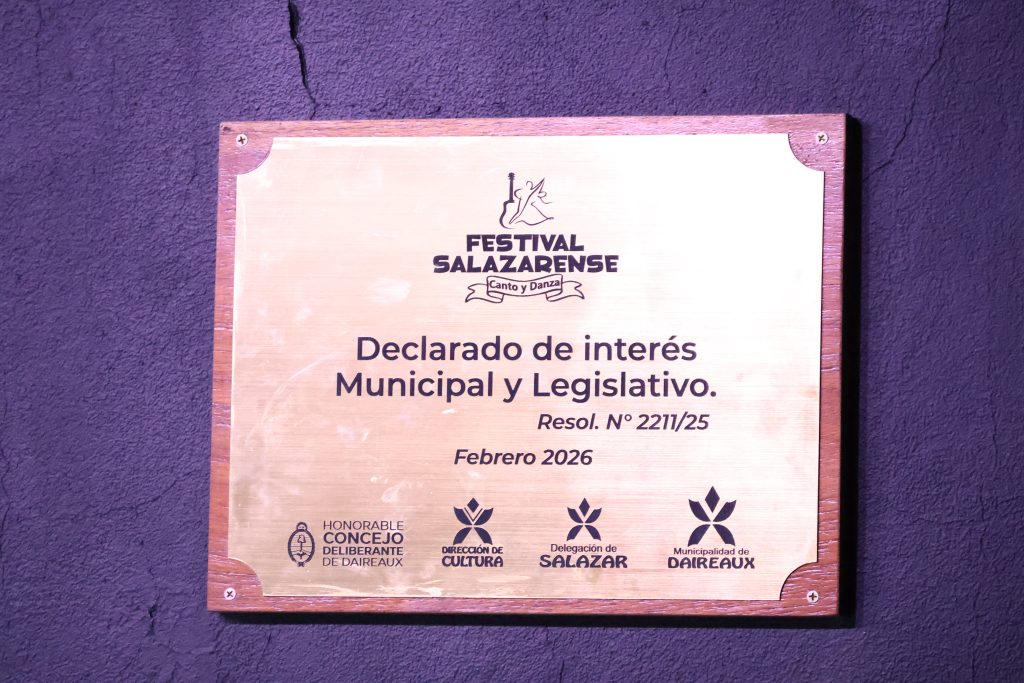 FESTIVAL
SALAZARENSE
Canto y Danza
Declarado de interés
Municipal y Legislativo.
Resol. N° 2211/25
Febrero 2026
HONORABLE
CONCEJO
DELIBERANTE
DE DAIREAUX
DIRECCIÓN DE
CULTURA
Delegación de
SALAZAR
Municipalidad de
DAIREAUX